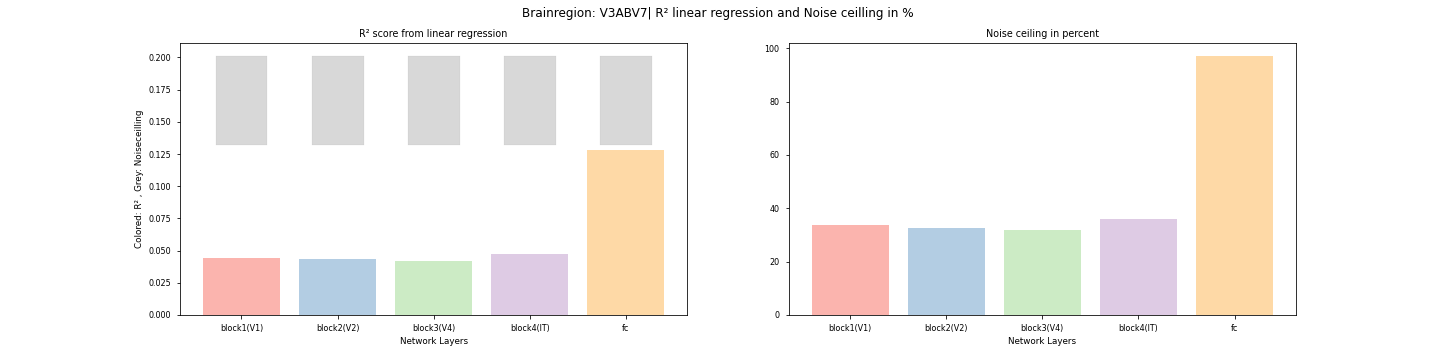 Brainregion: V3ABV7| R² linear regression and Noise ceilling in %
R² score from linear regression
Colored: R² , Grey: Noiseceilling
0.200
0.175
0.150
0.125
0.100
0.075
0.050
0.025
0.000
block1(V1) block2(V2) block3(V4) block4(IT) fc
Network Layers
Noise ceiling in percent
100
80
60
40
20
0
block1(V1) block2(V2) block3(V4) block4(IT) fc
Network Layers